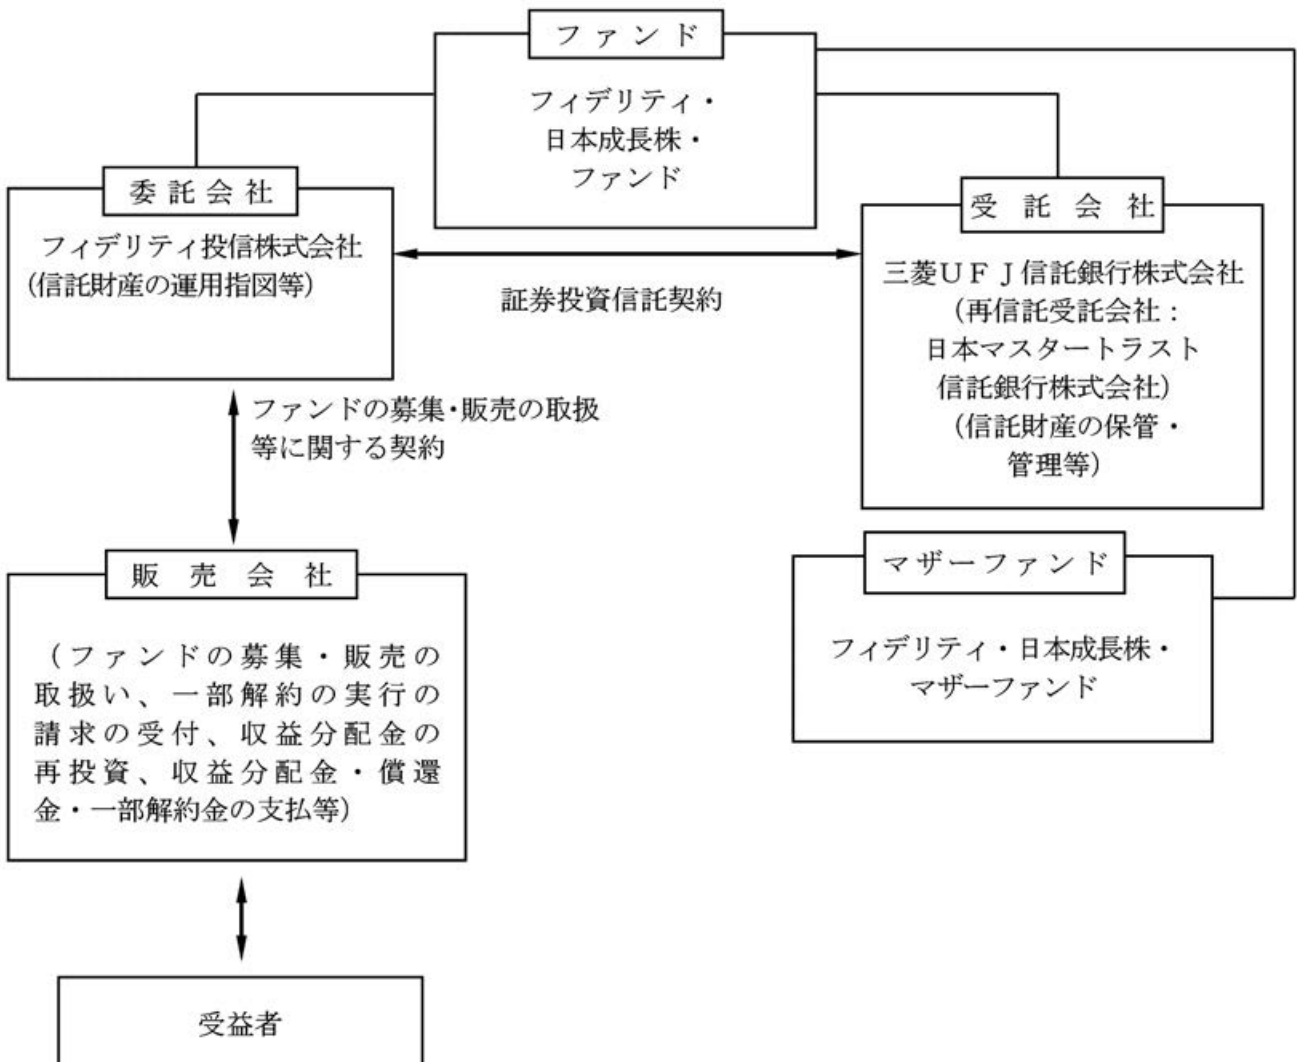 ファンド
フィデリティ・
日本成長株・
ファンド
委託会社
フィデリティ投信株式会社
(信託財産の運用指図等)
証券投資信託契約
受託会社
三菱UFJ信託銀行株式会社
(再信託受託会社:
日本マスタートラスト
信託銀行株式会社)
(信託財産の保管・
管理等)
ファンドの募集・販売の取扱
等に関する契約
マザーファンド
フィデリティ・日本成長株・
マザーファンド
販売会社
(ファンドの募集・販売の
取扱い、一部解約の実行の
請求の受付、収益分配金の
再投資、収益分配金・償還
金・一部解約金の支払等)
受益者